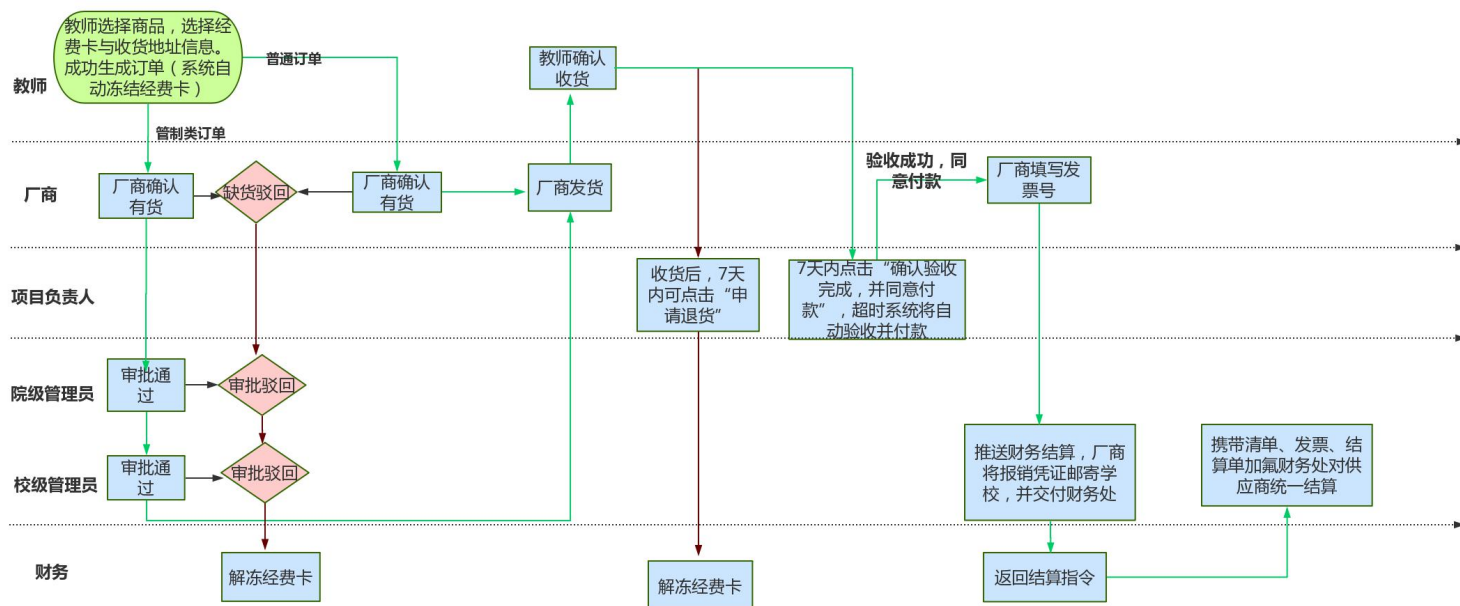 教师选择商品，选择经
费卡与收货地址信息。
成功生成订单（系统自
动冻结经费卡）
普通订单
教师确认
收货
教师
管制类订单
厂商确认
有货
缺货驳回
厂商确认
有货
厂商发货
验收成功，同
意付款
厂商填写发
票号
厂商
项目负责人
收货后，7天
内可点击“申
请退货”
7天内点击“确认验收
完成，并同意付
款”，超时系统将自
动验收并付款
院级管理员
审批通
过
审批驳回
校级管理员
审批通
过
审批驳回
推送财务结算，厂商
将报销凭证邮寄学
校，并交付财务处
携带清单、发票、结
算单加氟财务处对供
应商统一结算
财务
解冻经费卡
解冻经费卡
返回结算指令